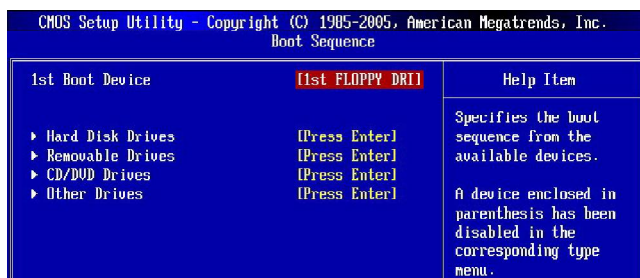 CMOS Setup Utility - Copyright (C) 1985-2005, American Megatrends, Inc.
Boot Sequence
1st Boot Device [1st FLOPPY DRI]
▶ Hard Disk Drives [Press Enter]
▶ Removable Drives [Press Enter]
▶ CD/DVD Drives [Press Enter]
▶ Other Drives [Press Enter]
Help Item
Specifies the boot
sequence from the
available devices.
A device enclosed in
parenthesis has been
disabled in the
corresponding type
menu.